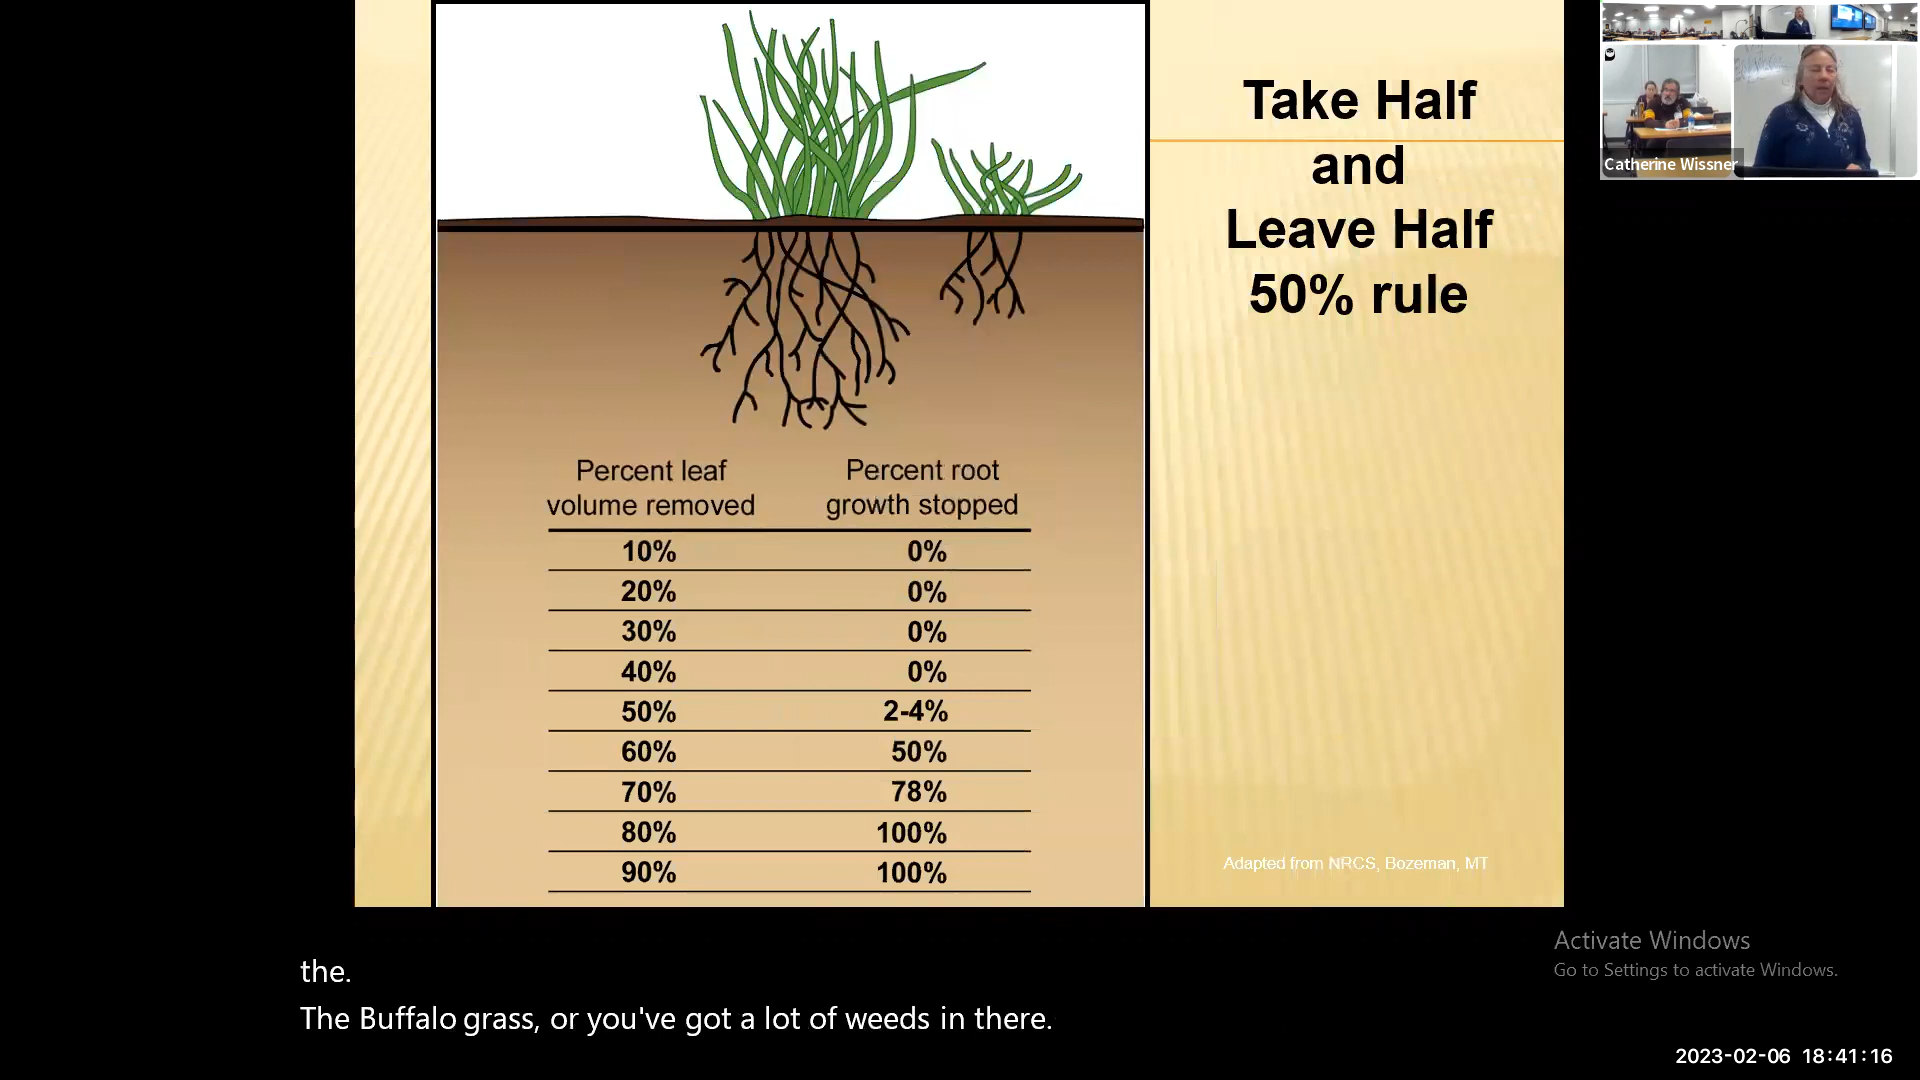 Take Half
and
Leave Half
50% rule
Percent leaf
volume removed
Percent root
growth stopped
10% 0%
20% 0%
30% 0%
40% 0%
50% 2-4%
60% 50%
70% 78%
80% 100%
90% 100%
Adapted from NRCS, Bozeman, MT
Catherine Wissner
Activate Windows
Go to Settings to activate Windows.
the.
The Buffalo grass, or you've got a lot of weeds in there.
2023-02-06 18:41:16